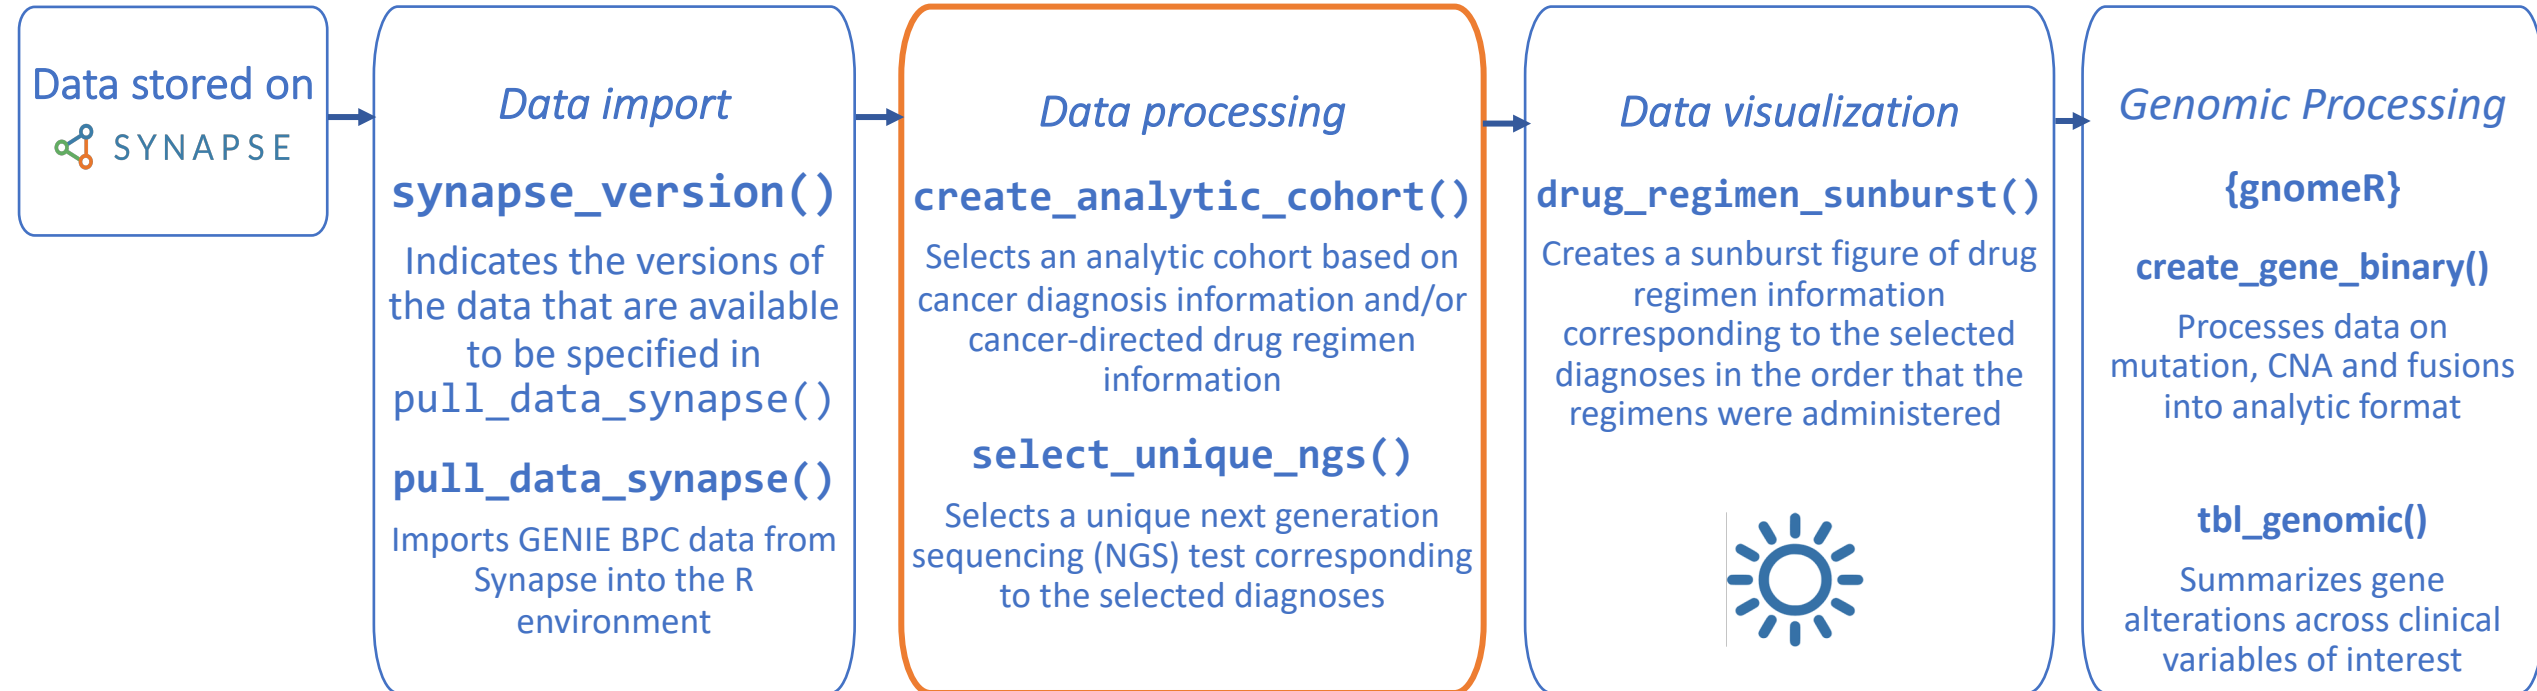 Data stored on
SYNAPSE
Data import
synapse_version()
Indicates the versions of
the data that are available
to be specified in
pull_data_synapse()
pull_data_synapse()
Imports GENIE BPC data from
Synapse into the R
environment
Data processing
create_analytic_cohort()
Selects an analytic cohort based on
cancer diagnosis information and/or
cancer-directed drug regimen
information
select_unique_ngs()
Selects a unique next generation
sequencing (NGS) test corresponding
to the selected diagnoses
Data visualization
drug_regimen_sunburst()
Creates a sunburst figure of drug
regimen information
corresponding to the selected
diagnoses in the order that the
regimens were administered
Genomic Processing
{gnomeR}
create_gene_binary()
Processes data on
mutation, CNA and fusions
into analytic format
tbl_genomic()
Summarizes gene
alterations across clinical
variables of interest